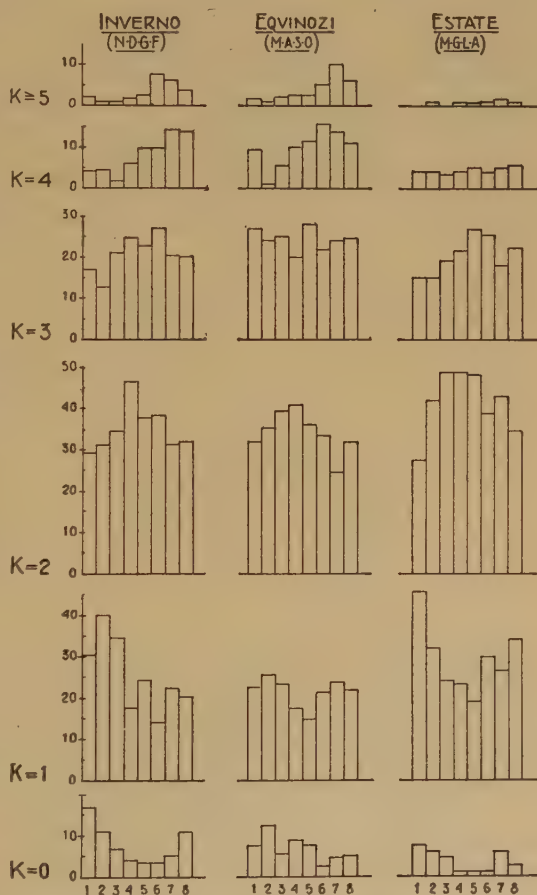 INVERNO EQVINOZI ESTATE
(N·D·G·F) (M·A·S·O) (M·G·L·A)
10
K≥5
0
10
K=4
0
30
20
10
K=3
0
50
40
30
20
10
K=2
0
40
30
20
10
K=1
0
10
K=0
0
1 2 3 4 5 6 7 8 1 2 3 4 5 6 7 8 1 2 3 4 5 6 7 8